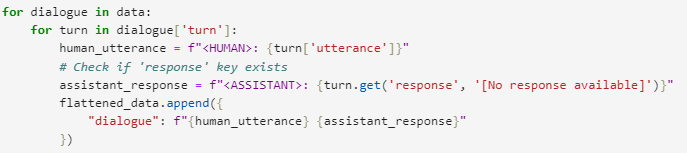 for dialogue in data:
    for turn in dialogue['turn']:
        human_utterance = f"<HUMAN>: {turn['utterance']}"
        # Check if 'response' key exists
        assistant_response = f"<ASSISTANT>: {turn.get('response', '[No response available]')}"
        flattened_data.append({
            "dialogue": f"{human_utterance} {assistant_response}"
        })